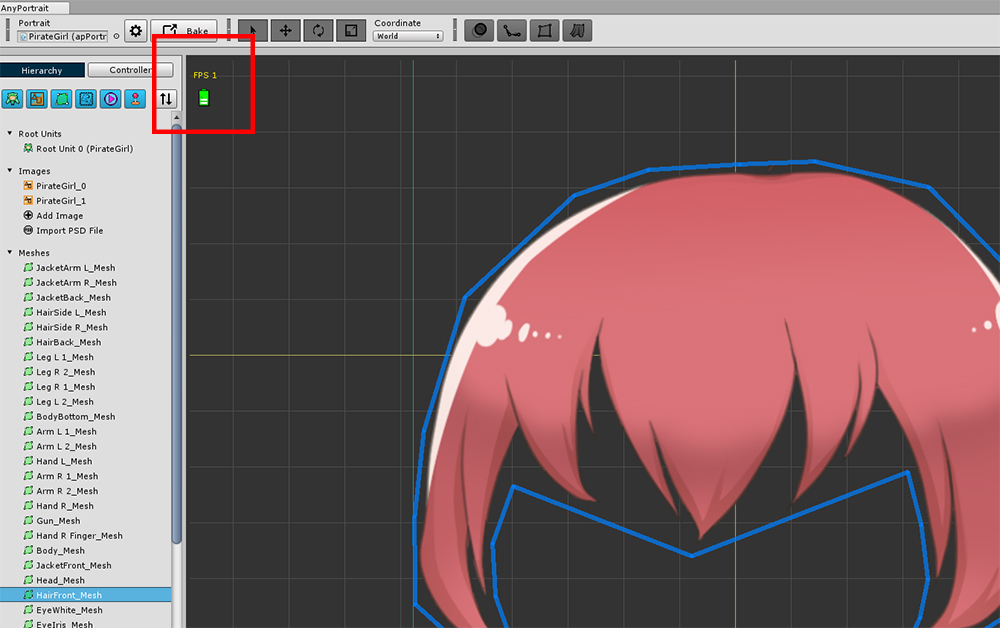 AnyPortrait
Portrait
PirateGirl (apPortr
Bake
Coordinate
World
Hierarchy
Controller
FPS 1
Root Units
Root Unit 0 (PirateGirl)
Images
PirateGirl_0
PirateGirl_1
Add Image
Import PSD File
Meshes
JacketArm L_Mesh
JacketArm R_Mesh
JacketBack_Mesh
HairSide L_Mesh
HairSide R_Mesh
HairBack_Mesh
Leg L 1_Mesh
Leg R 2_Mesh
Leg R 1_Mesh
Leg L 2_Mesh
BodyBottom_Mesh
Arm L 1_Mesh
Arm L 2_Mesh
Hand L_Mesh
Arm R 1_Mesh
Arm R 2_Mesh
Hand R_Mesh
Gun_Mesh
Hand R Finger_Mesh
Body_Mesh
JacketFront_Mesh
Head_Mesh
HairFront_Mesh
EyeWhite_Mesh
EyeIris_Mesh